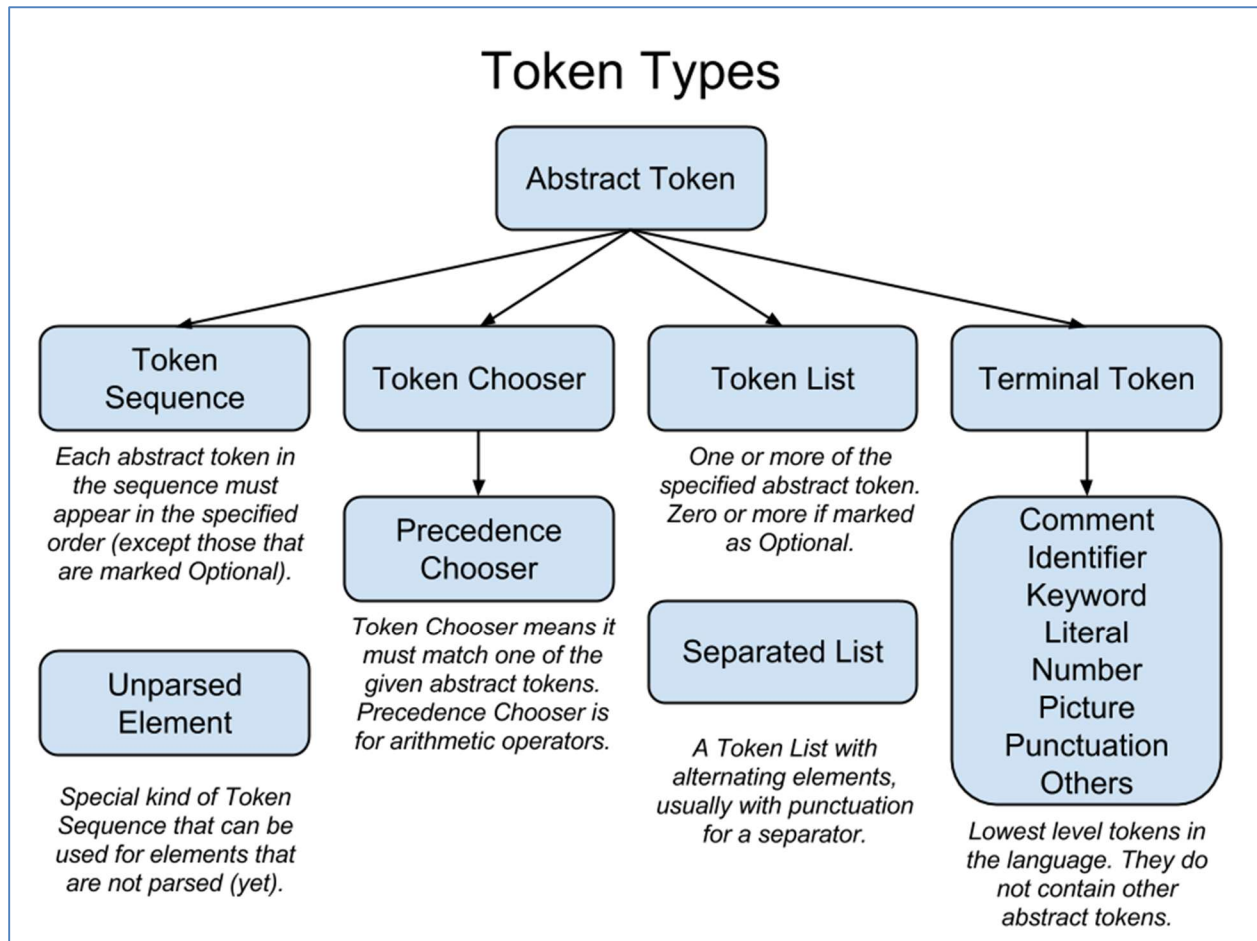 Token Types
Abstract Token
Token
Sequence
Each abstract token in
the sequence must
appear in the specified
order (except those that
are marked Optional).
Unparsed
Element
Special kind of Token
Sequence that can be
used for elements that
are not parsed (yet).
Token Chooser
Precedence
Chooser
Token Chooser means it
must match one of the
given abstract tokens.
Precedence Chooser is
for arithmetic operators.
Token List
One or more of the
specified abstract token.
Zero or more if marked
as Optional.
Separated List
A Token List with
alternating elements,
usually with punctuation
for a separator.
Terminal Token
Comment
Identifier
Keyword
Literal
Number
Picture
Punctuation
Others
Lowest level tokens in
the language. They do
not contain other
abstract tokens.